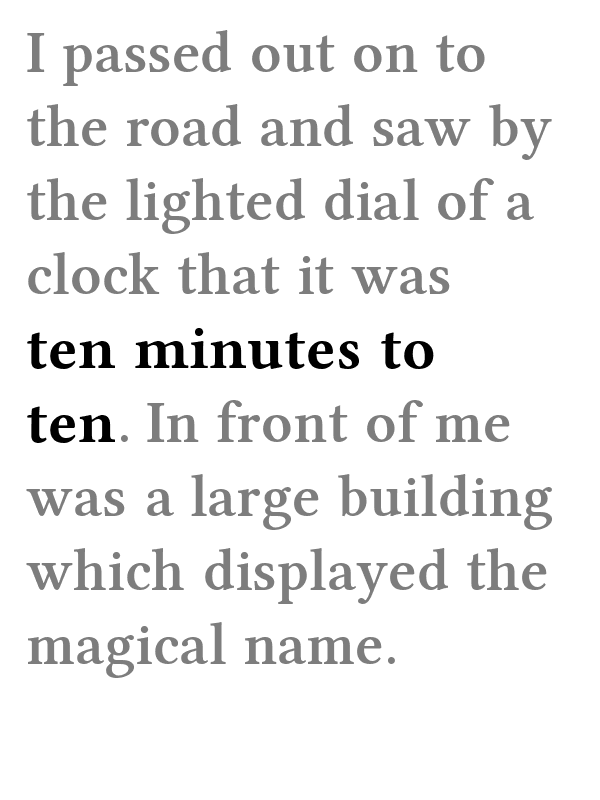 I passed out on to
the road and saw by
the lighted dial of a
clock that it was
ten minutes to
ten. In front of me
was a large building
which displayed the
magical name.